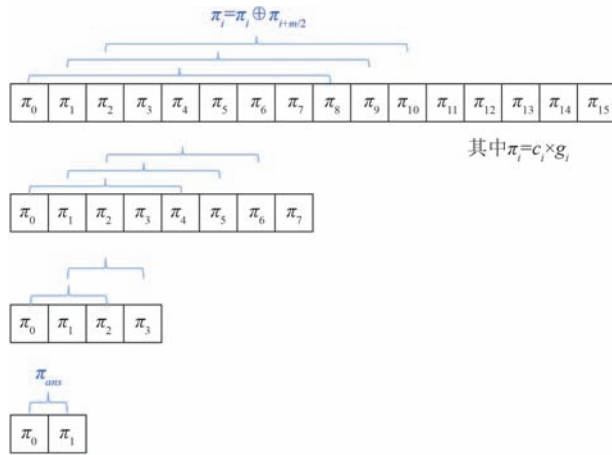 π_i=π_i⊕π_{i+m/2}
π_0 π_1 π_2 π_3 π_4 π_5 π_6 π_7 π_8 π_9 π_10 π_11 π_12 π_13 π_14 π_15
其中π_i=c_i×g_i
π_0 π_1 π_2 π_3 π_4 π_5 π_6 π_7
π_0 π_1 π_2 π_3
π_ans
π_0 π_1